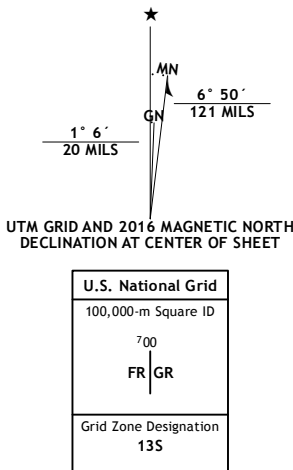 MN
GN
6° 50´
121 MILS
1° 6´
20 MILS
UTM GRID AND 2016 MAGNETIC NORTH
DECLINATION AT CENTER OF SHEET
U.S. National Grid
100,000-m Square ID
⁷00
FR GR
Grid Zone Designation
13S